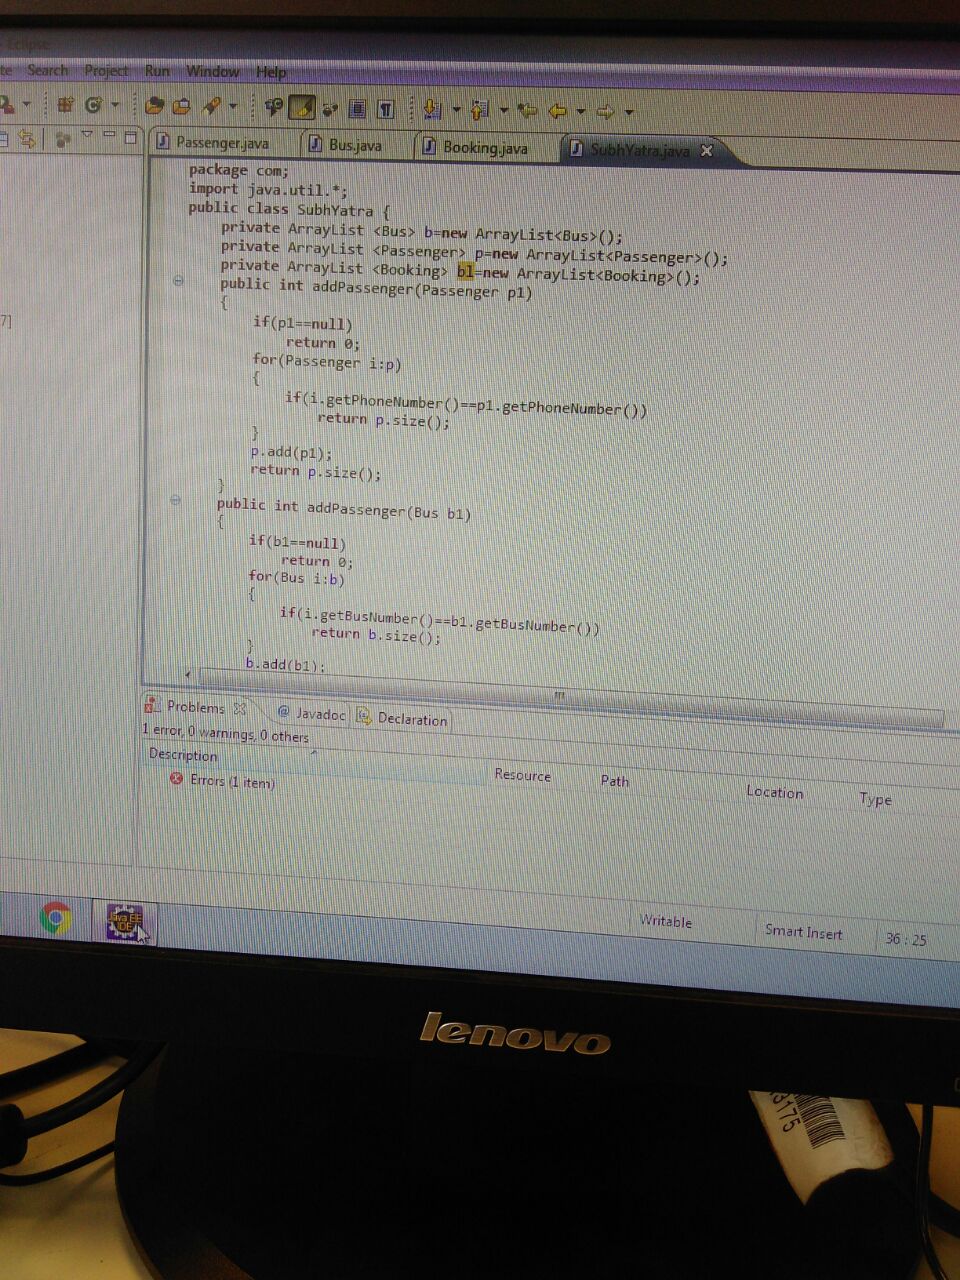 Eclipse
te Search Project Run Window Help
Passenger.java Bus.java Booking.java SubhYatra.java
package com;
import java.util.*;
public class SubhYatra {
private ArrayList <Bus> b=new ArrayList<Bus>();
private ArrayList <Passenger> p=new ArrayList<Passenger>();
private ArrayList <Booking> bl=new ArrayList<Booking>();
public int addPassenger(Passenger p1)
{
if(p1==null)
return 0;
for(Passenger i:p)
{
if(i.getPhoneNumber()==p1.getPhoneNumber())
return p.size();
}
p.add(p1);
return p.size();
}
public int addPassenger(Bus b1)
{
if(b1==null)
return 0;
for(Bus i:b)
{
if(i.getBusNumber()==b1.getBusNumber())
return b.size();
}
b.add(b1);
7]
Problems Javadoc Declaration
1 error, 0 warnings, 0 others
Description Resource Path Location Type
Errors (1 item)
Writable Smart Insert 36 : 25
Java EE
IDE
lenovo
3175